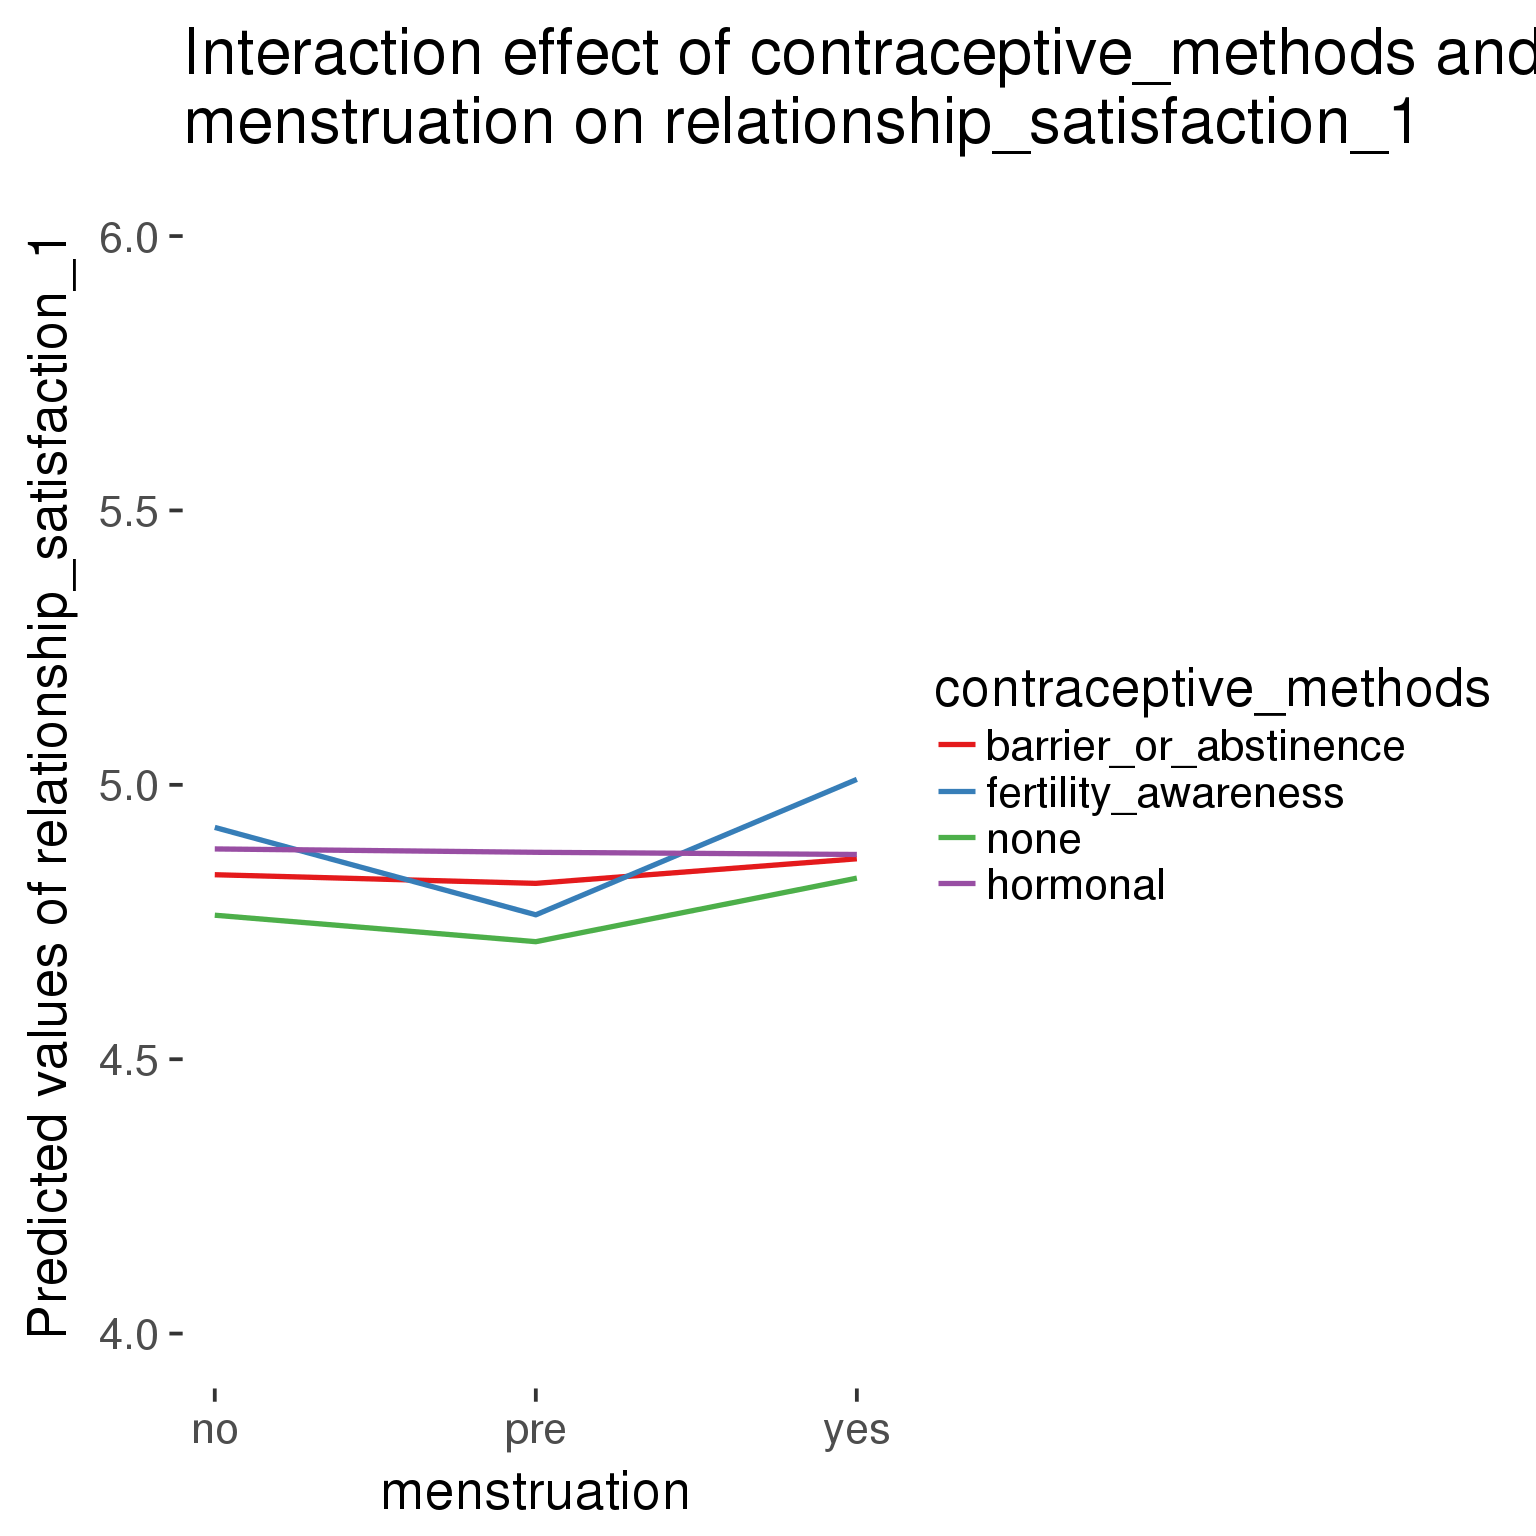 Interaction effect of contraceptive_methods and
menstruation on relationship_satisfaction_1
Predicted values of relationship_satisfaction_1
6.0
5.5
5.0
4.5
4.0
no
pre
yes
menstruation
contraceptive_methods
barrier_or_abstinence
fertility_awareness
none
hormonal